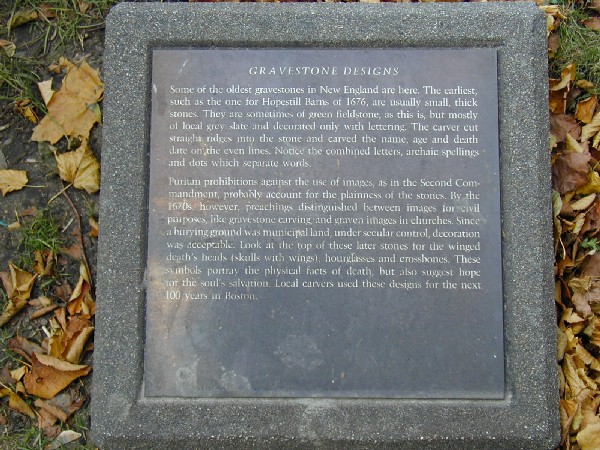 GRAVESTONE DESIGNS
Some of the oldest gravestones in New England are here. The earliest,
such as the one for Hopestill Barns of 1676, are usually small, thick
stones. They are sometimes of green fieldstone, as this is, but mostly
of local grey slate and decorated only with lettering. The carver cut
straight ridges into the stone and carved the name, age and death
date on the even lines. Notice the combined letters, archaic spellings
and dots which separate words.
Puritan prohibitions against the use of images, as in the Second Com-
mandment, probably account for the plainness of the stones. By the
1670s, however, preachings distinguished between images for civil
purposes, like gravestone carving, and graven images in churches. Since
a burying ground was municipal land, under secular control, decoration
was acceptable. Look at the top of these later stones for the winged
death's heads (skulls with wings), hourglasses and crossbones. These
symbols portray the physical facts of death, but also suggest hope
for the soul's salvation. Local carvers used these designs for the next
100 years in Boston.